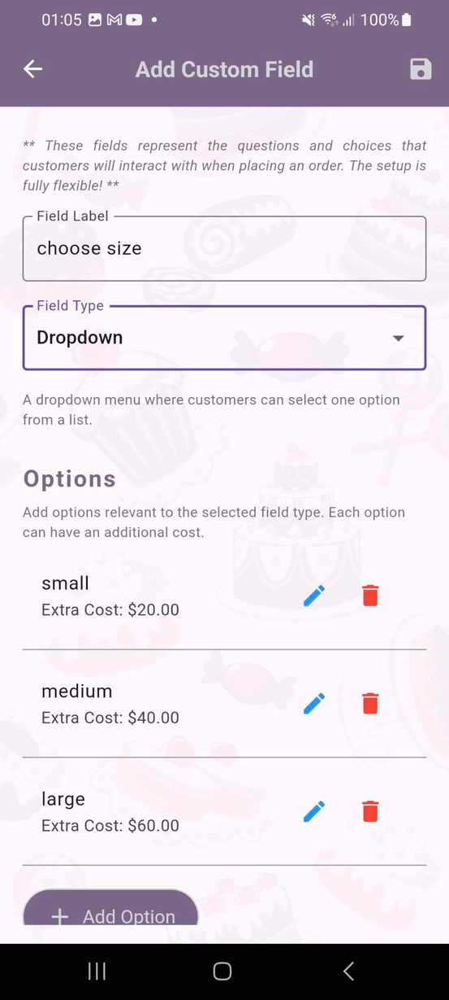 01:05 100%
Add Custom Field
** These fields represent the questions and choices that
customers will interact with when placing an order. The setup is
fully flexible! **
Field Label
choose size
Field Type
Dropdown
A dropdown menu where customers can select one option
from a list.
Options
Add options relevant to the selected field type. Each option
can have an additional cost.
small
Extra Cost: $20.00
medium
Extra Cost: $40.00
large
Extra Cost: $60.00
+ Add Option